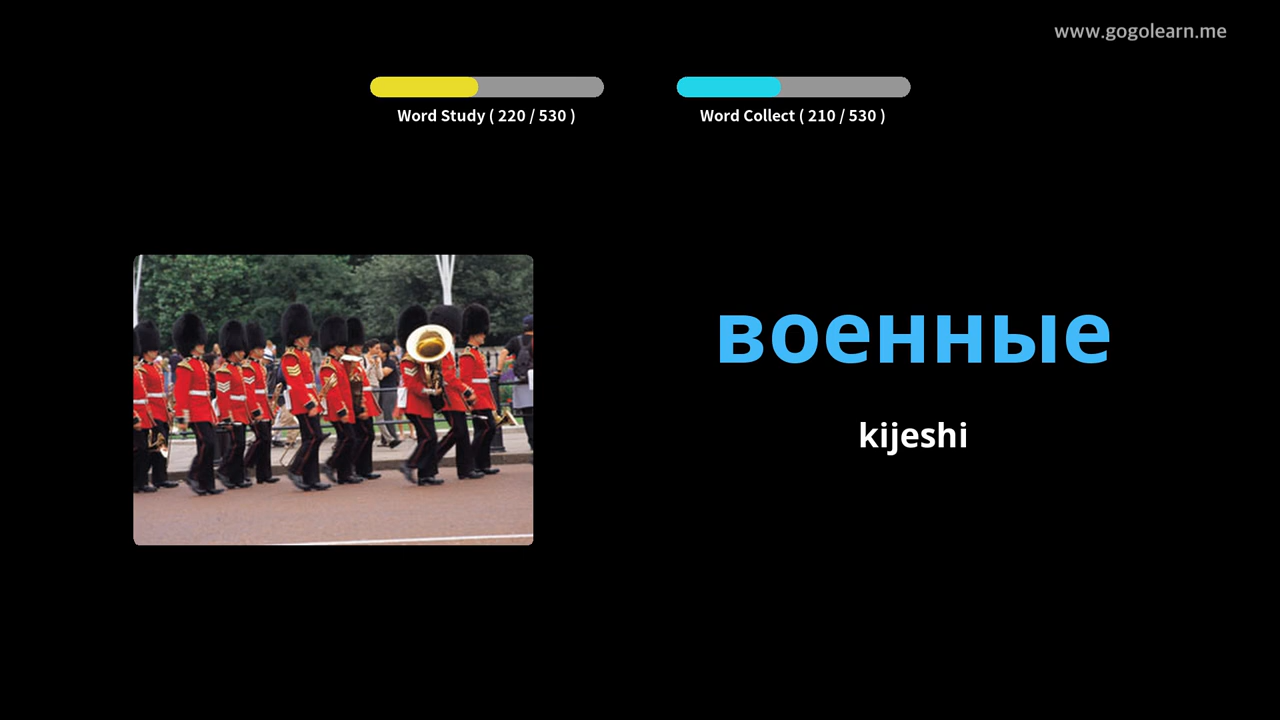 www.gogolearn.me
Word Study ( 220 / 530 )
Word Collect ( 210 / 530 )
военные
kijeshi